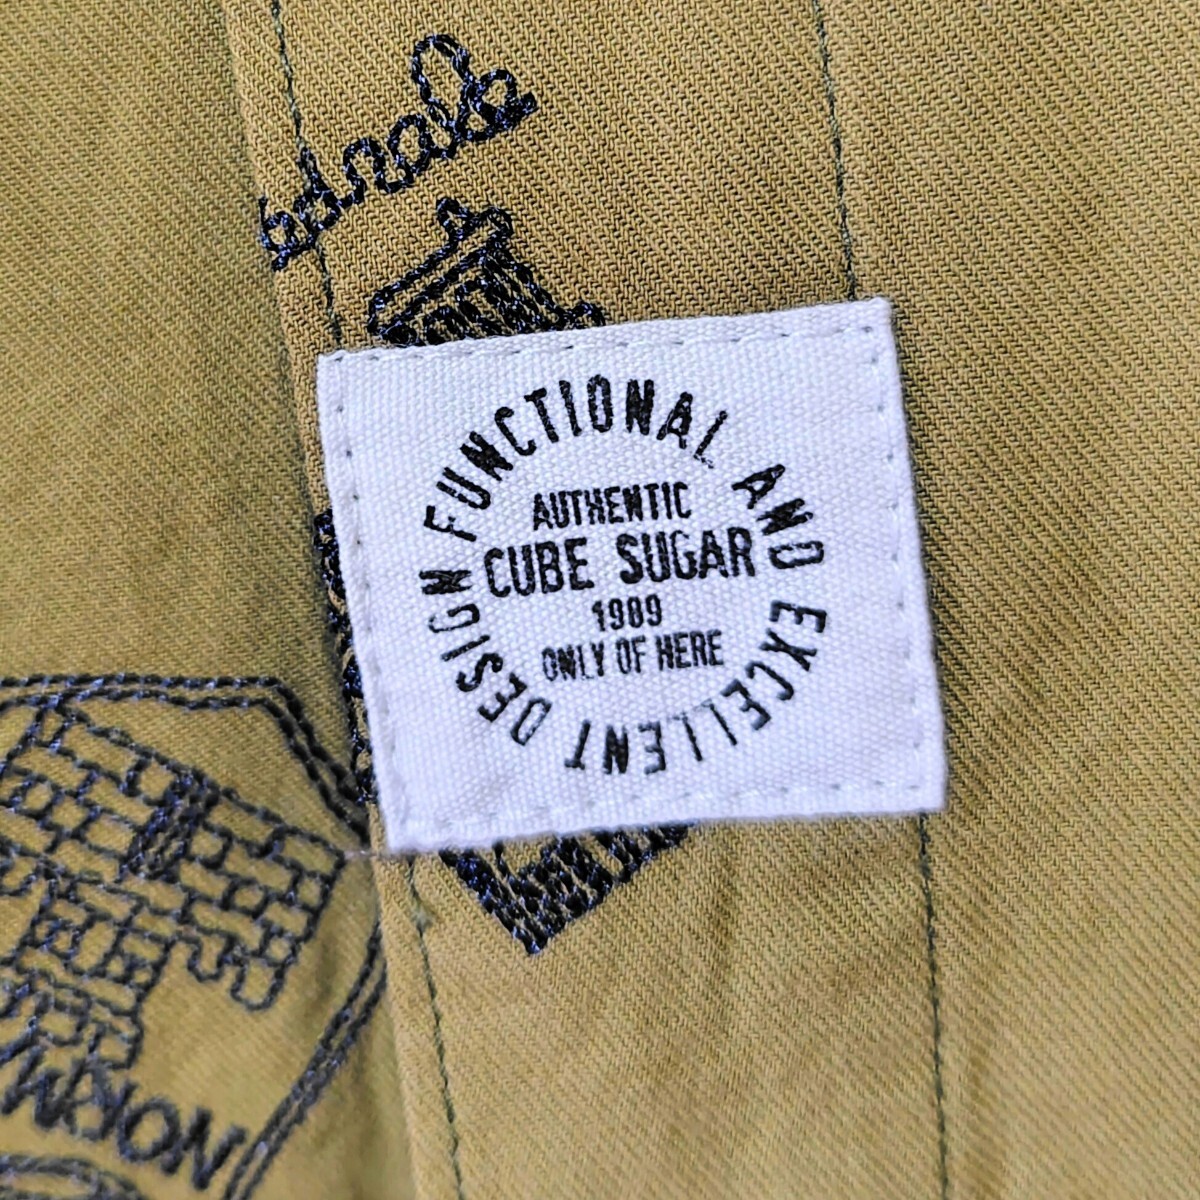 FUNCTIONAL AND EXCELLENT DESIGN
AUTHENTIC
CUBE SUGAR
1989
ONLY OF HERE